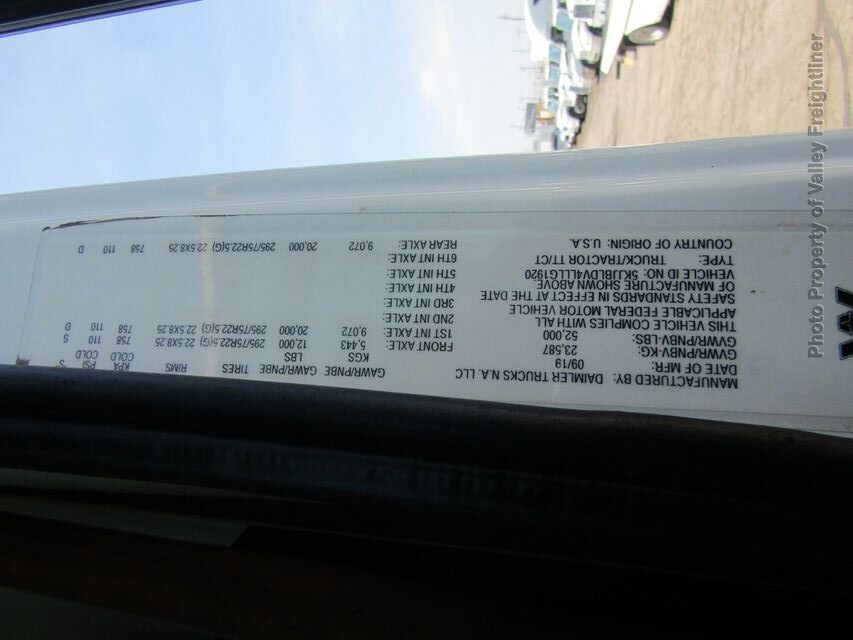 MANUFACTURED BY: DAIMLER TRUCKS N.A. LLC
DATE OF MFR: 09/19
GVWR/PNBV-KG: 23,587
GVWR/PNBV-LBS: 52,000
THIS VEHICLE COMPLIES WITH ALL
APPLICABLE FEDERAL MOTOR VEHICLE
SAFETY STANDARDS IN EFFECT AT THE DATE
OF MANUFACTURE SHOWN ABOVE
VEHICLE ID NO:
TYPE: TRUCK/TRACTOR TT/CT
COUNTRY OF ORIGIN: U.S.A.
GAWR/PNBE GAWR/PNBE TIRES RIMS KPA PSI
KGS LBS COLD COLD
FRONT AXLE: 5,443 12,000 295/75R22.5(G) 22.5X8.25 758 110 S
1ST INT AXLE: 9,072 20,000 295/75R22.5(G) 22.5X8.25 758 110 D
2ND INT AXLE:
3RD INT AXLE:
4TH INT AXLE:
5TH INT AXLE:
6TH INT AXLE:
REAR AXLE: 9,072 20,000 295/75R22.5(G) 22.5X8.25 758 110 D
Photo Property of Valley Freightliner